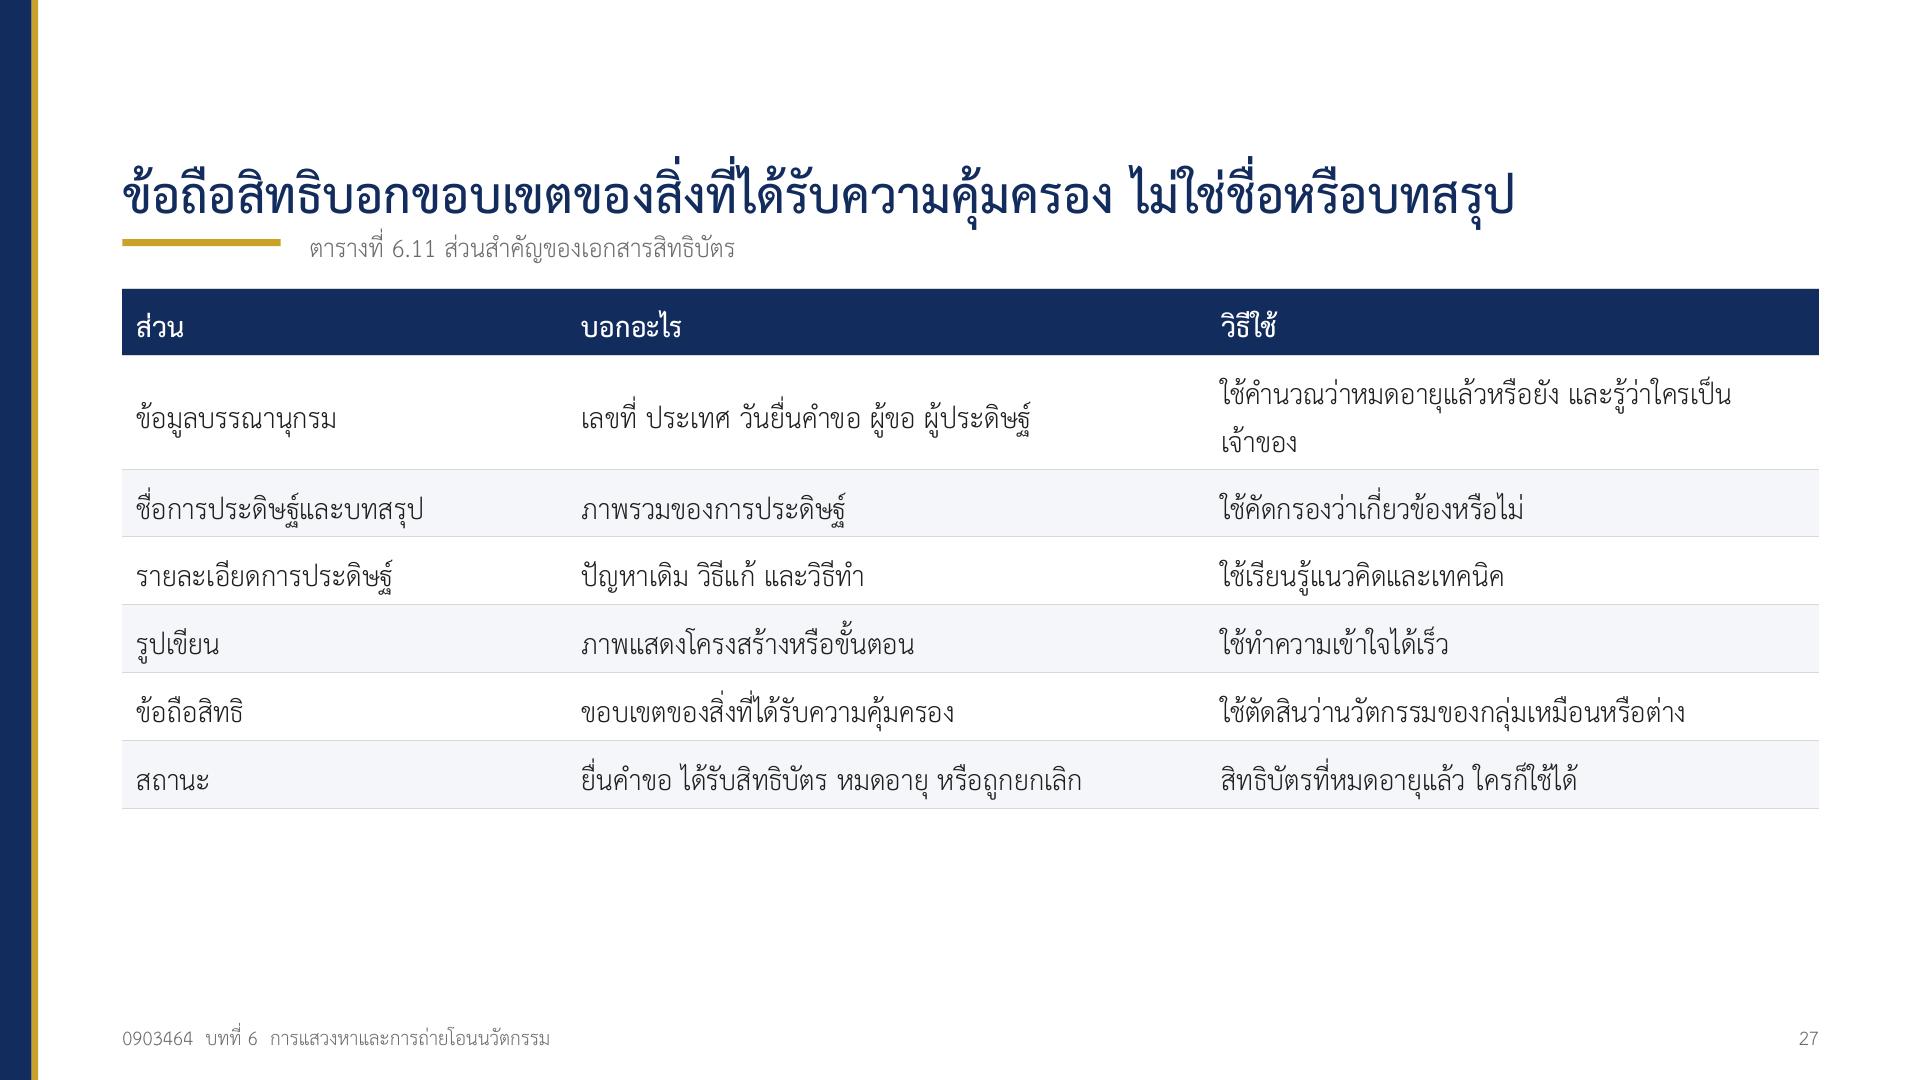 ข้อถือสิทธิบอกขอบเขตของสิ่งที่ได้รับความคุ้มครอง ไม่ใช่ชื่อหรือบทสรุป
ตารางที่ 6.11 ส่วนสำคัญของเอกสารสิทธิบัตร
ส่วน บอกอะไร วิธีใช้
ข้อมูลบรรณานุกรม เลขที่ ประเทศ วันยื่นคำขอ ผู้ขอ ผู้ประดิษฐ์ ใช้คำนวณว่าหมดอายุแล้วหรือยัง และรู้ว่าใครเป็น
เจ้าของ
ชื่อการประดิษฐ์และบทสรุป ภาพรวมของการประดิษฐ์ ใช้คัดกรองว่าเกี่ยวข้องหรือไม่
รายละเอียดการประดิษฐ์ ปัญหาเดิม วิธีแก้ และวิธีทำ ใช้เรียนรู้แนวคิดและเทคนิค
รูปเขียน ภาพแสดงโครงสร้างหรือขั้นตอน ใช้ทำความเข้าใจได้เร็ว
ข้อถือสิทธิ ขอบเขตของสิ่งที่ได้รับความคุ้มครอง ใช้ตัดสินว่านวัตกรรมของกลุ่มเหมือนหรือต่าง
สถานะ ยื่นคำขอ ได้รับสิทธิบัตร หมดอายุ หรือถูกยกเลิก สิทธิบัตรที่หมดอายุแล้ว ใครก็ใช้ได้
0903464 บทที่ 6 การแสวงหาและการถ่ายโอนนวัตกรรม 27